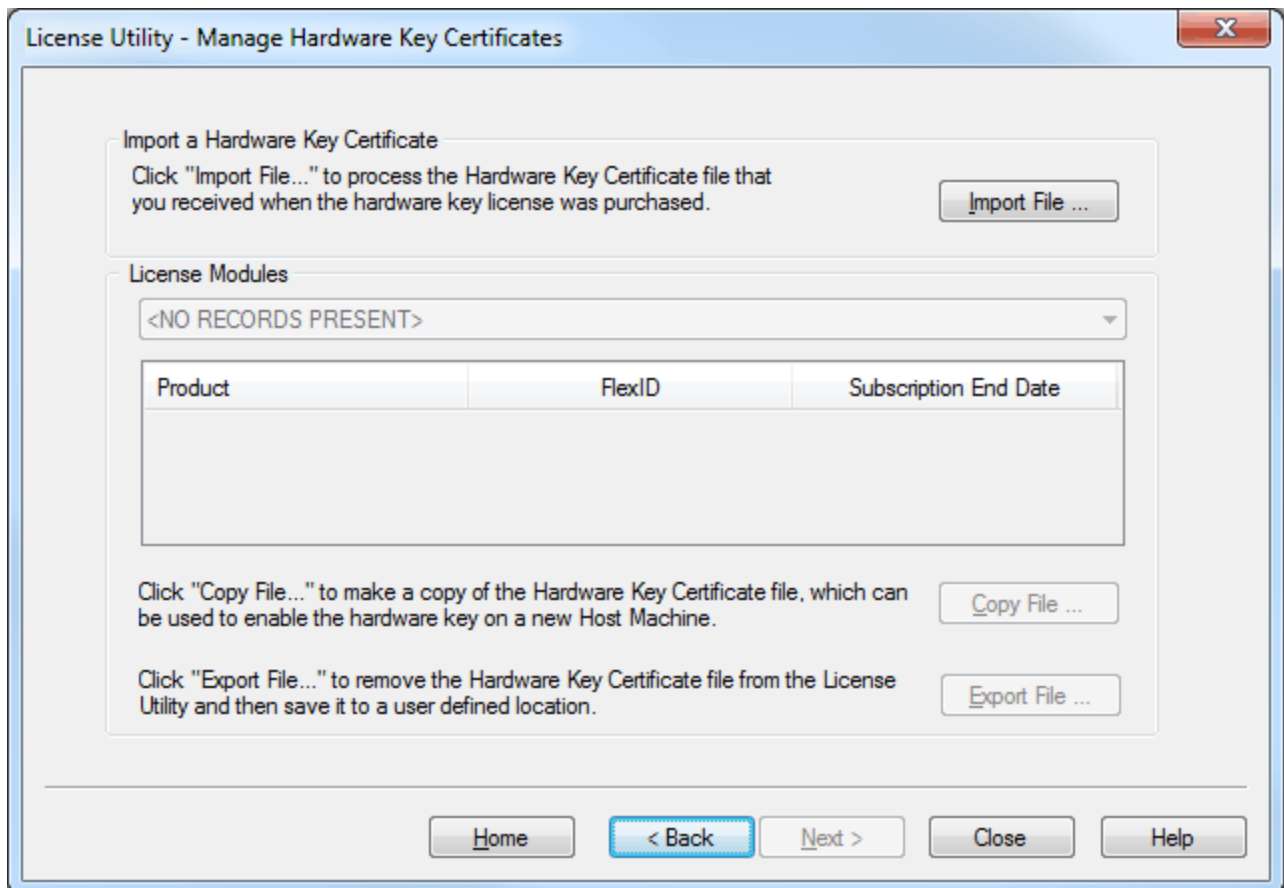 License Utility - Manage Hardware Key Certificates
Import a Hardware Key Certificate
Click "Import File..." to process the Hardware Key Certificate file that
you received when the hardware key license was purchased.
Import File ...
License Modules
<NO RECORDS PRESENT>
Product FlexID Subscription End Date
Click "Copy File..." to make a copy of the Hardware Key Certificate file, which can
be used to enable the hardware key on a new Host Machine.
Copy File ...
Click "Export File..." to remove the Hardware Key Certificate file from the License
Utility and then save it to a user defined location.
Export File ...
Home < Back Next > Close Help